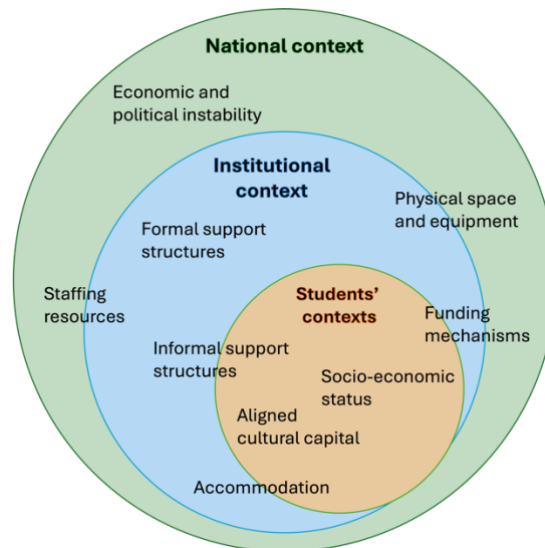 National context
Economic and
political instability
Institutional
context
Physical space
and equipment
Formal support
structures
Staffing
resources
Students’
contexts
Funding
mechanisms
Informal support
structures
Socio-economic
status
Aligned
cultural capital
Accommodation